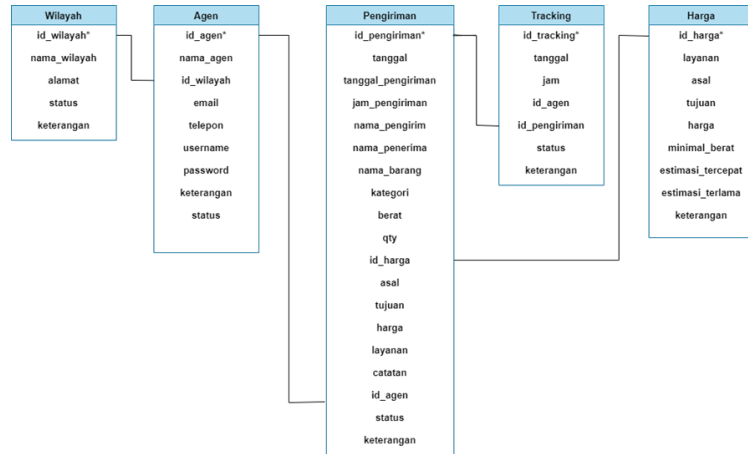 Wilayah
id_wilayah*
nama_wilayah
alamat
status
keterangan
Agen
id_agen*
nama_agen
id_wilayah
email
telepon
username
password
keterangan
status
Pengiriman
id_pengiriman*
tanggal
tanggal_pengiriman
jam_pengiriman
nama_pengirim
nama_penerima
nama_barang
kategori
berat
qty
id_harga
asal
tujuan
harga
layanan
catatan
id_agen
status
keterangan
Tracking
id_tracking*
tanggal
jam
id_agen
id_pengiriman
status
keterangan
Harga
id_harga*
layanan
asal
tujuan
harga
minimal_berat
estimasi_tercepat
estimasi_terlama
keterangan